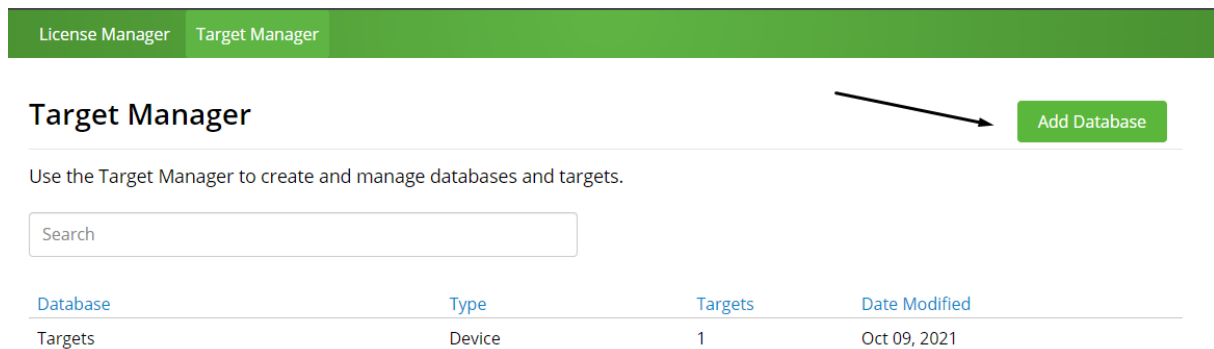 License Manager Target Manager
Target Manager
Add Database
Use the Target Manager to create and manage databases and targets.
Search
Database Type Targets Date Modified
Targets Device 1 Oct 09, 2021